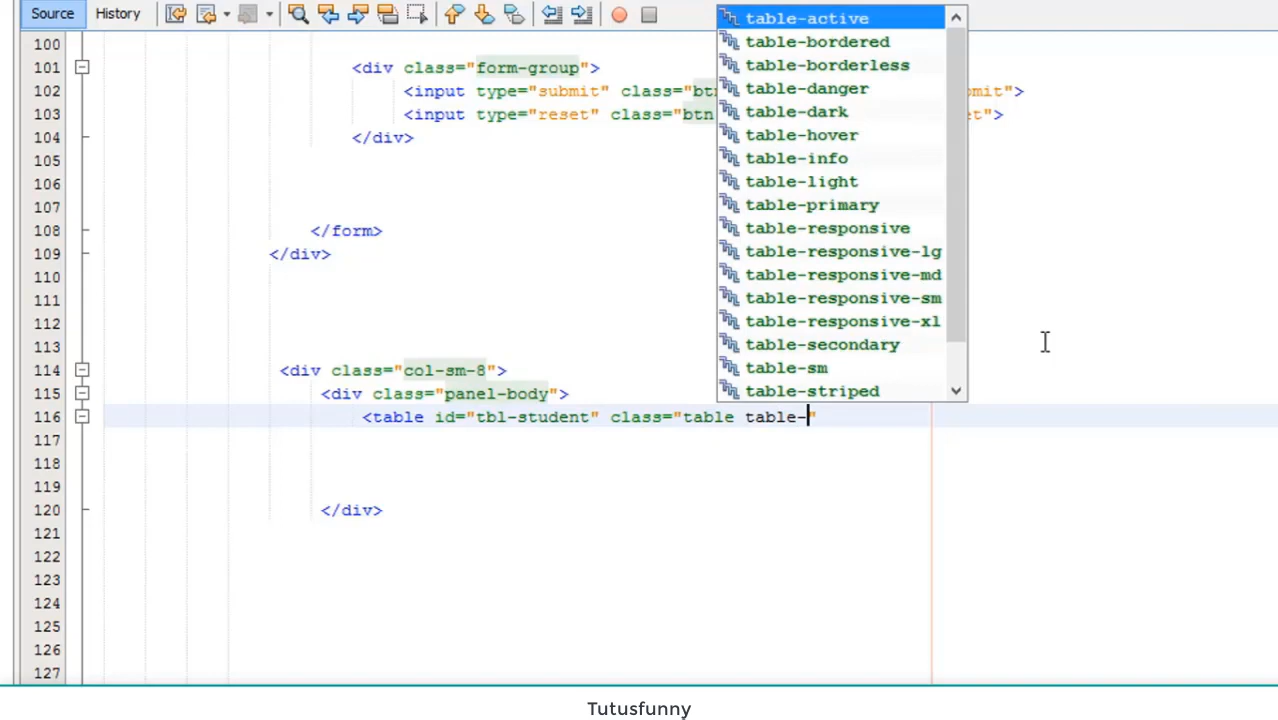 Source History
100
101 <div class="form-group">
102 <input type="submit" class="btn mit">
103 <input type="reset" class="btn et">
104 </div>
105
106
107
108 </form>
109 </div>
110
111
112
113
114 <div class="col-sm-8">
115 <div class="panel-body">
116 <table id="tbl-student" class="table table-"
117
118
119
120 </div>
121
122
123
124
125
126
127
table-active
table-bordered
table-borderless
table-danger
table-dark
table-hover
table-info
table-light
table-primary
table-responsive
table-responsive-lg
table-responsive-md
table-responsive-sm
table-responsive-xl
table-secondary
table-sm
table-striped
Tutusfunny